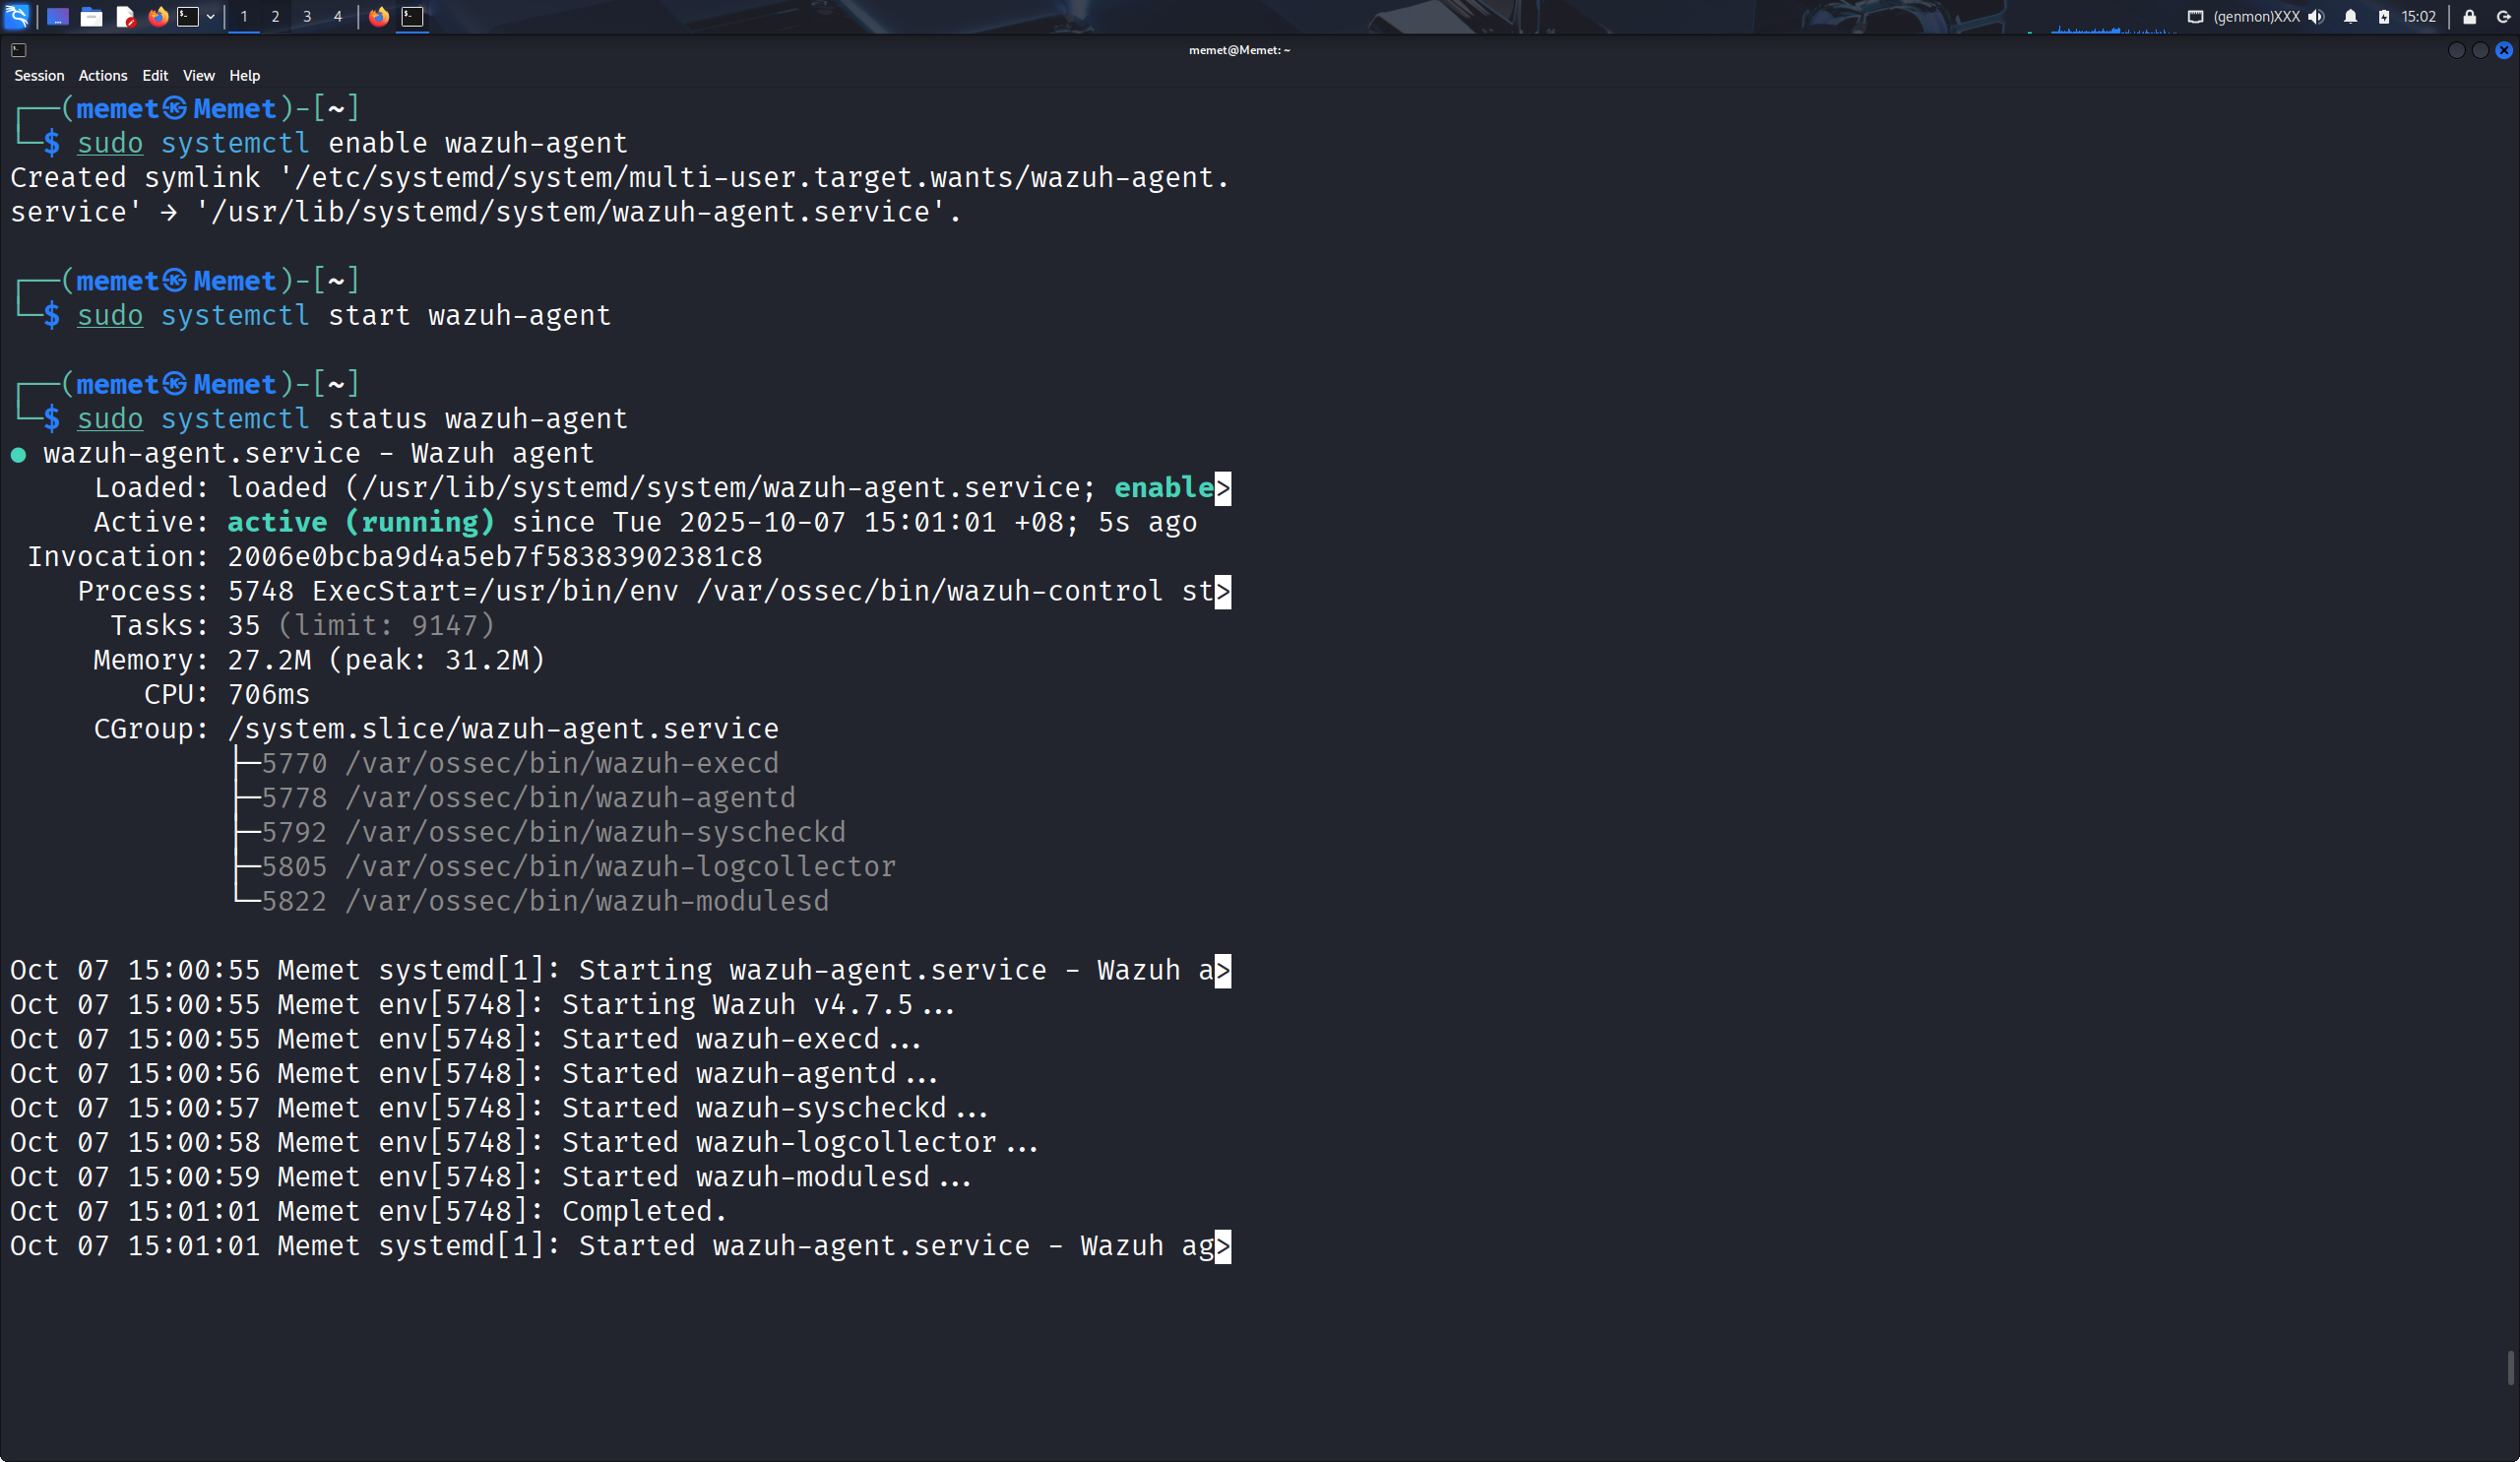 1 2 3 4 (genmon)XXX 15:02
memet@Memet: ~
Session Actions Edit View Help
┌──(memet㉿Memet)-[~]
└─$ sudo systemctl enable wazuh-agent
Created symlink '/etc/systemd/system/multi-user.target.wants/wazuh-agent.
service' → '/usr/lib/systemd/system/wazuh-agent.service'.
┌──(memet㉿Memet)-[~]
└─$ sudo systemctl start wazuh-agent
┌──(memet㉿Memet)-[~]
└─$ sudo systemctl status wazuh-agent
● wazuh-agent.service - Wazuh agent
Loaded: loaded (/usr/lib/systemd/system/wazuh-agent.service; enable>
Active: active (running) since Tue 2025-10-07 15:01:01 +08; 5s ago
Invocation: 2006e0bcba9d4a5eb7f58383902381c8
Process: 5748 ExecStart=/usr/bin/env /var/ossec/bin/wazuh-control st>
Tasks: 35 (limit: 9147)
Memory: 27.2M (peak: 31.2M)
CPU: 706ms
CGroup: /system.slice/wazuh-agent.service
├─5770 /var/ossec/bin/wazuh-execd
├─5778 /var/ossec/bin/wazuh-agentd
├─5792 /var/ossec/bin/wazuh-syscheckd
├─5805 /var/ossec/bin/wazuh-logcollector
└─5822 /var/ossec/bin/wazuh-modulesd
Oct 07 15:00:55 Memet systemd[1]: Starting wazuh-agent.service - Wazuh a>
Oct 07 15:00:55 Memet env[5748]: Starting Wazuh v4.7.5...
Oct 07 15:00:55 Memet env[5748]: Started wazuh-execd...
Oct 07 15:00:56 Memet env[5748]: Started wazuh-agentd...
Oct 07 15:00:57 Memet env[5748]: Started wazuh-syscheckd...
Oct 07 15:00:58 Memet env[5748]: Started wazuh-logcollector...
Oct 07 15:00:59 Memet env[5748]: Started wazuh-modulesd...
Oct 07 15:01:01 Memet env[5748]: Completed.
Oct 07 15:01:01 Memet systemd[1]: Started wazuh-agent.service - Wazuh ag>